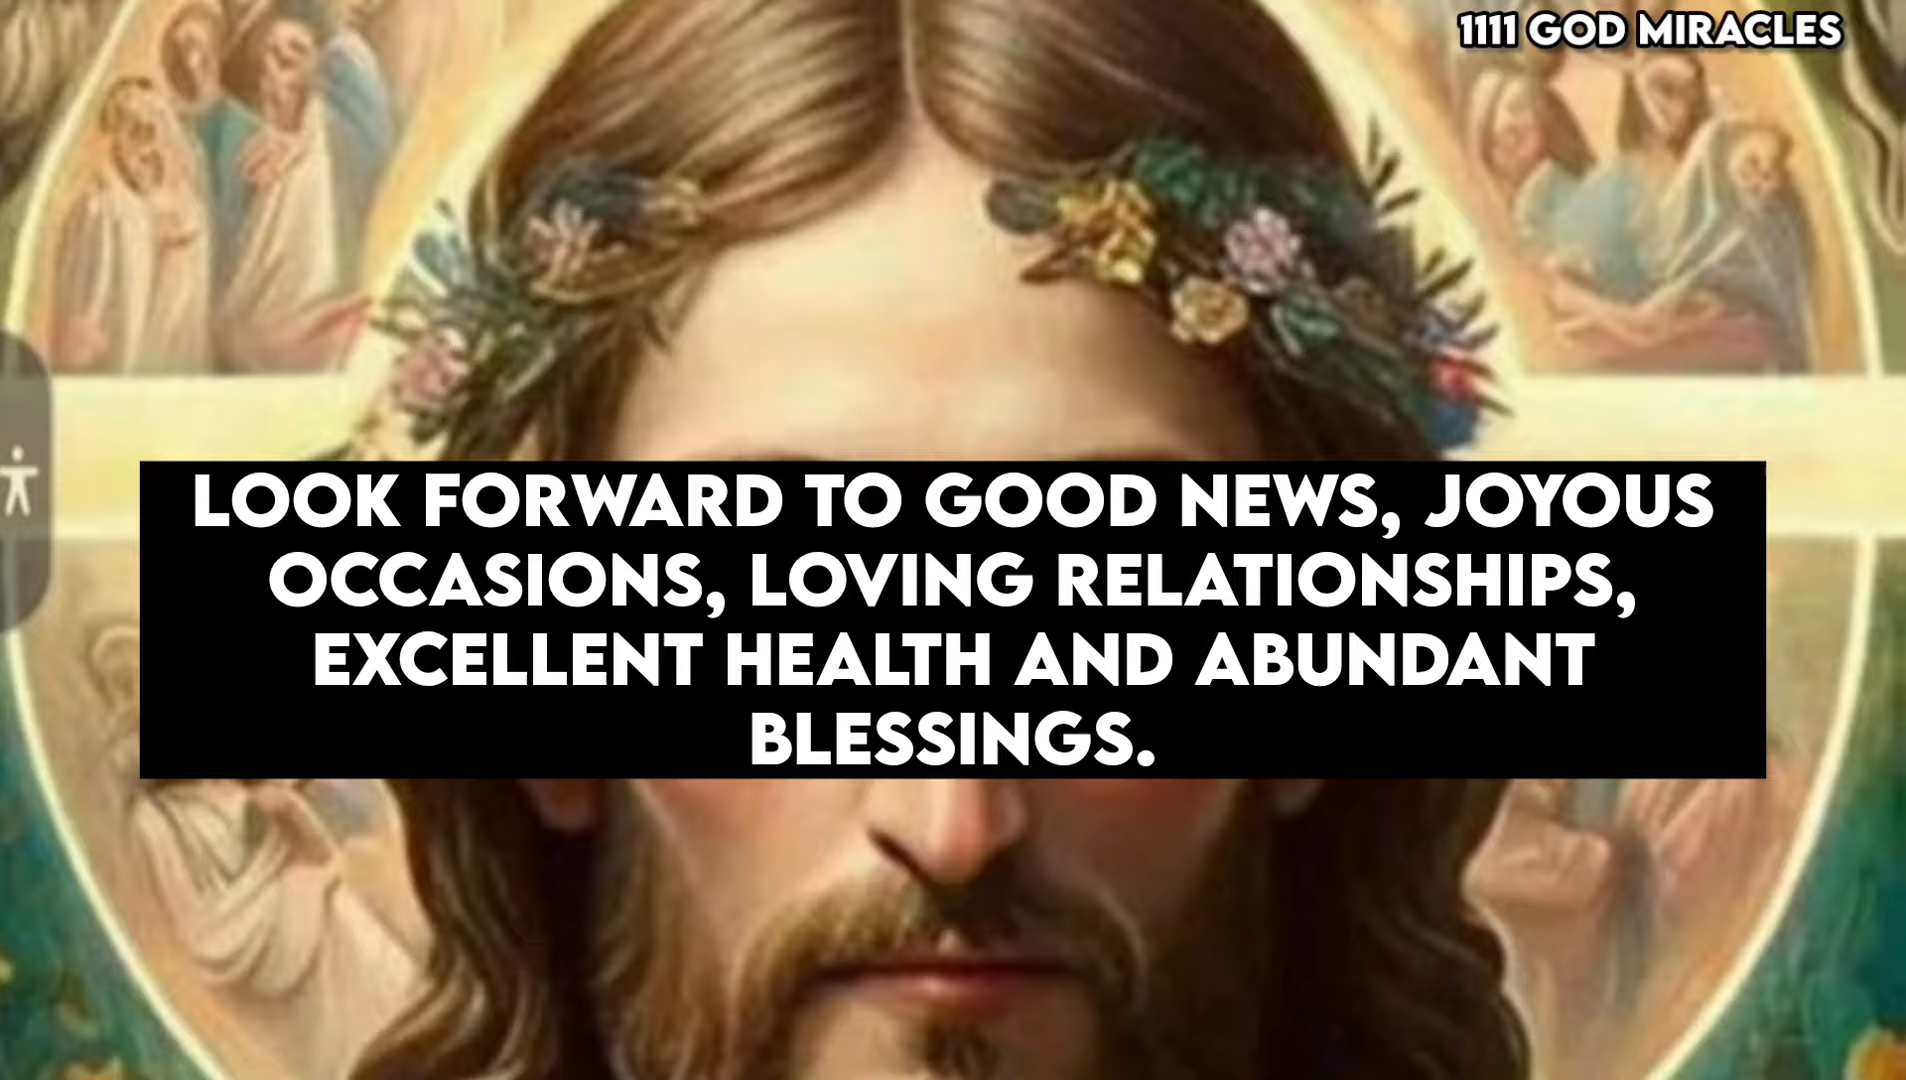 1111 GOD MIRACLES
LOOK FORWARD TO GOOD NEWS, JOYOUS
OCCASIONS, LOVING RELATIONSHIPS,
EXCELLENT HEALTH AND ABUNDANT
BLESSINGS.